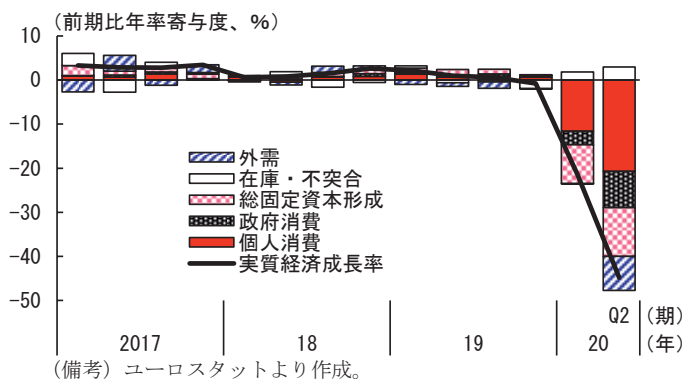 (前期比年率寄与度、%)
10
0
-10
-20
-30
-40
-50
外需
在庫・不突合
総固定資本形成
政府消費
個人消費
実質経済成長率
Q2 (期)
2017 18 19 20 (年)
(備考) ユーロスタットより作成。